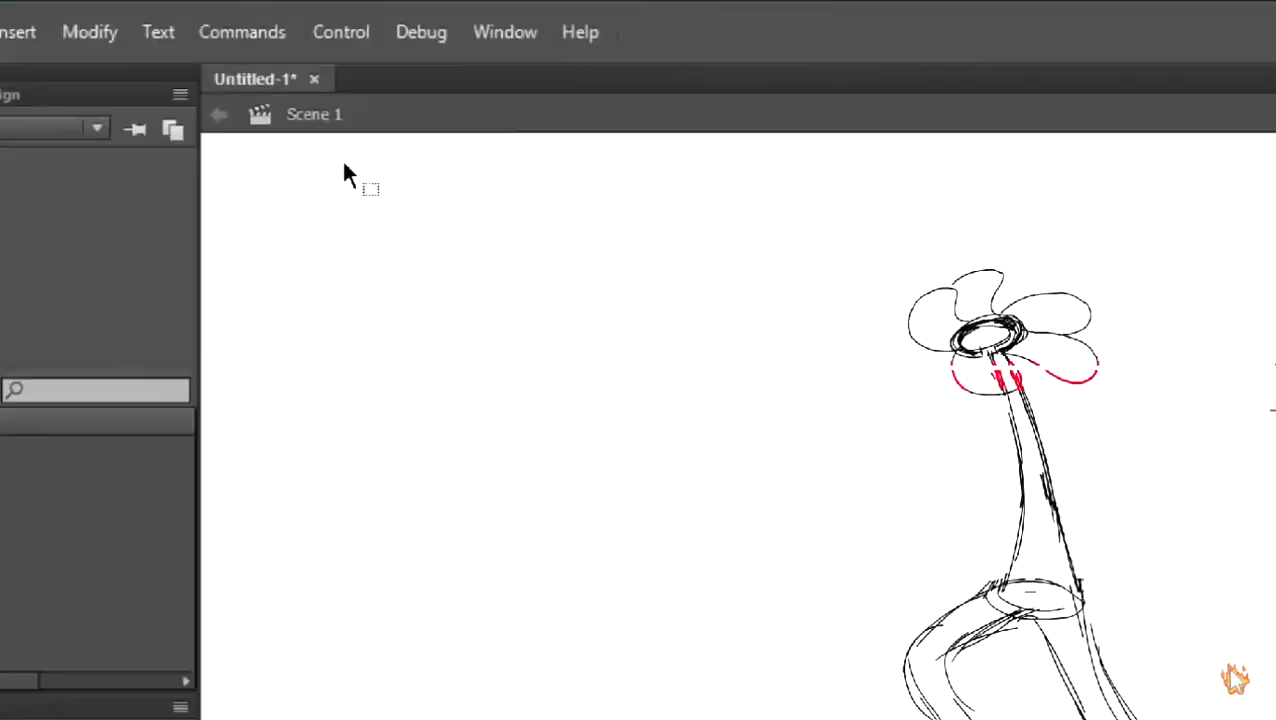 nsert Modify Text Commands Control Debug Window Help
Untitled-1* ×
ign
Scene 1